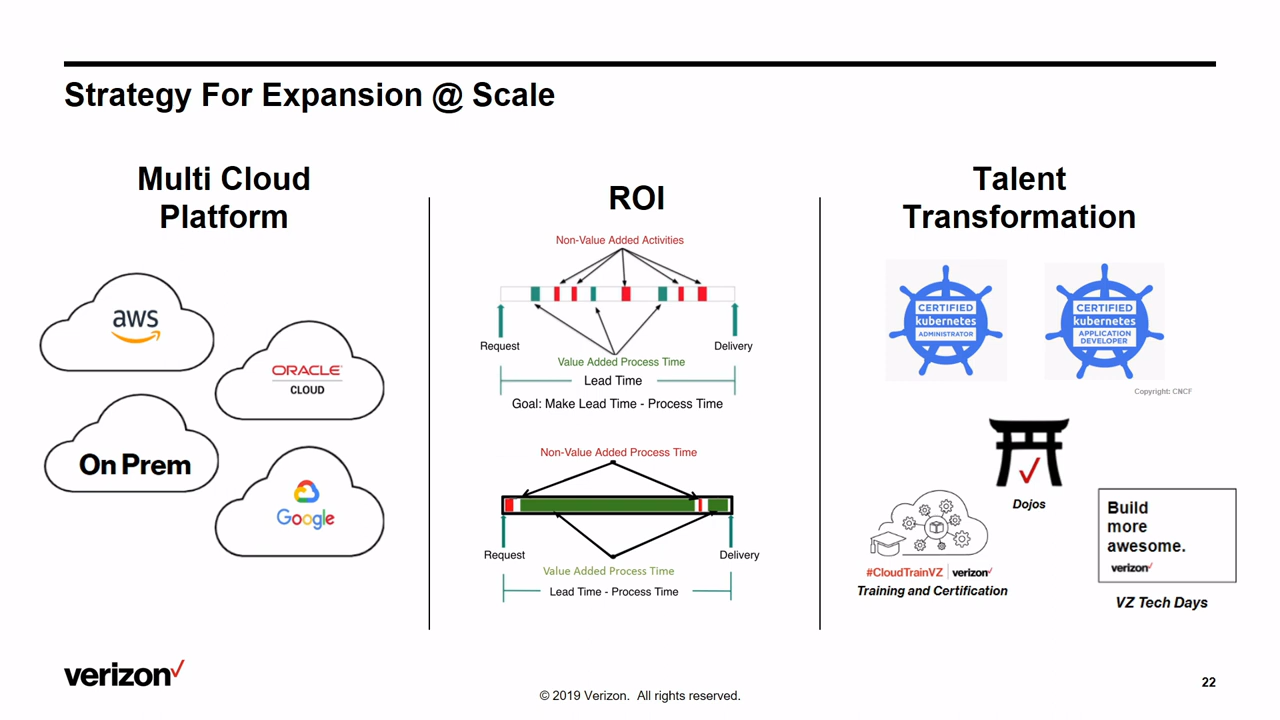 Strategy For Expansion @ Scale
Multi Cloud
Platform
aws
ORACLE
CLOUD
On Prem
Google
ROI
Non-Value Added Activities
Request
Delivery
Value Added Process Time
Lead Time
Goal: Make Lead Time - Process Time
Non-Value Added Process Time
Request
Delivery
Value Added Process Time
Lead Time - Process Time
Talent
Transformation
CERTIFIED
kubernetes
ADMINISTRATOR
CERTIFIED
kubernetes
APPLICATION
DEVELOPER
Copyright: CNCF
Dojos
#CloudTrainVZ | verizon
Training and Certification
Build
more
awesome.
verizon
VZ Tech Days
verizon
© 2019 Verizon. All rights reserved.
22